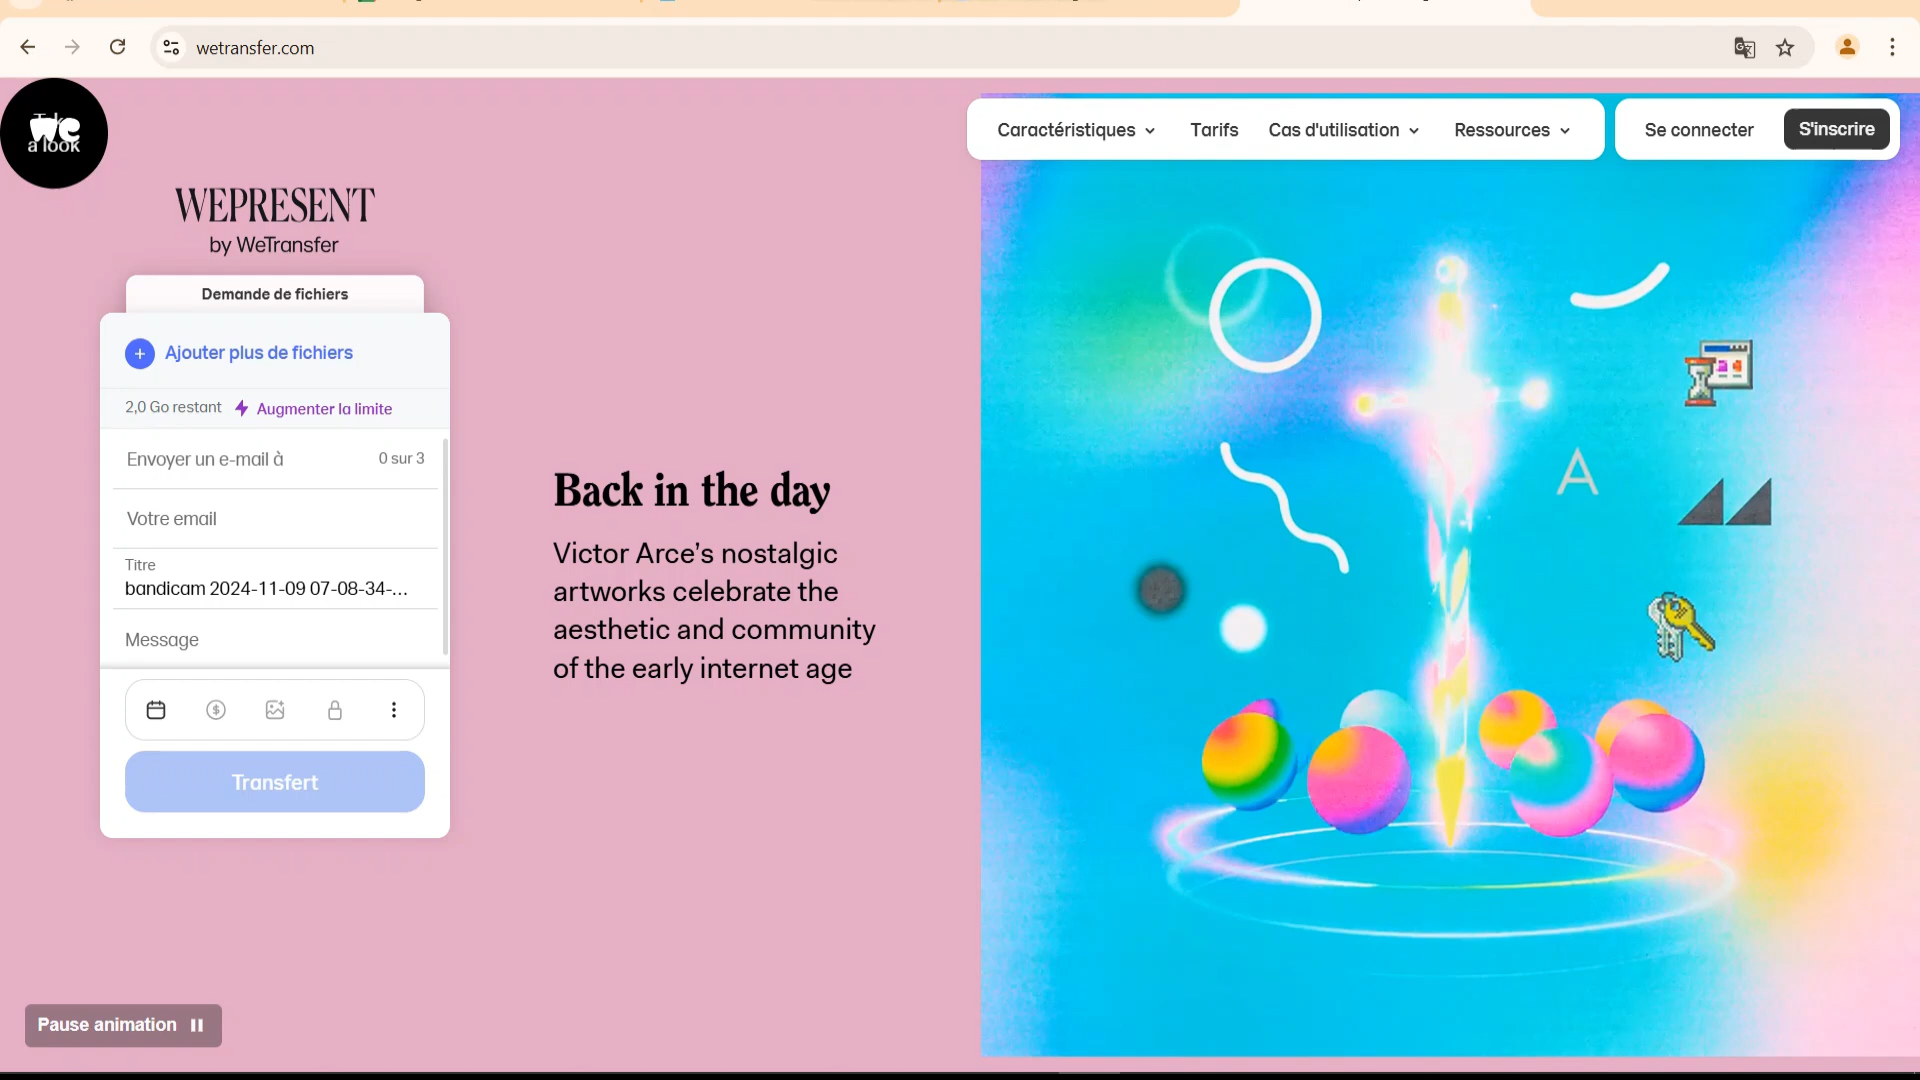 wetransfer.com
We
a look
Caractéristiques
Tarifs
Cas d'utilisation
Ressources
Se connecter
S'inscrire
WEPRESENT
by WeTransfer
Demande de fichiers
Ajouter plus de fichiers
2,0 Go restant
Augmenter la limite
Envoyer un e-mail à
0 sur 3
Votre email
Titre
bandicam 2024-11-09 07-08-34-...
Message
Transfert
Back in the day
Victor Arce’s nostalgic
artworks celebrate the
aesthetic and community
of the early internet age
A
Pause animation